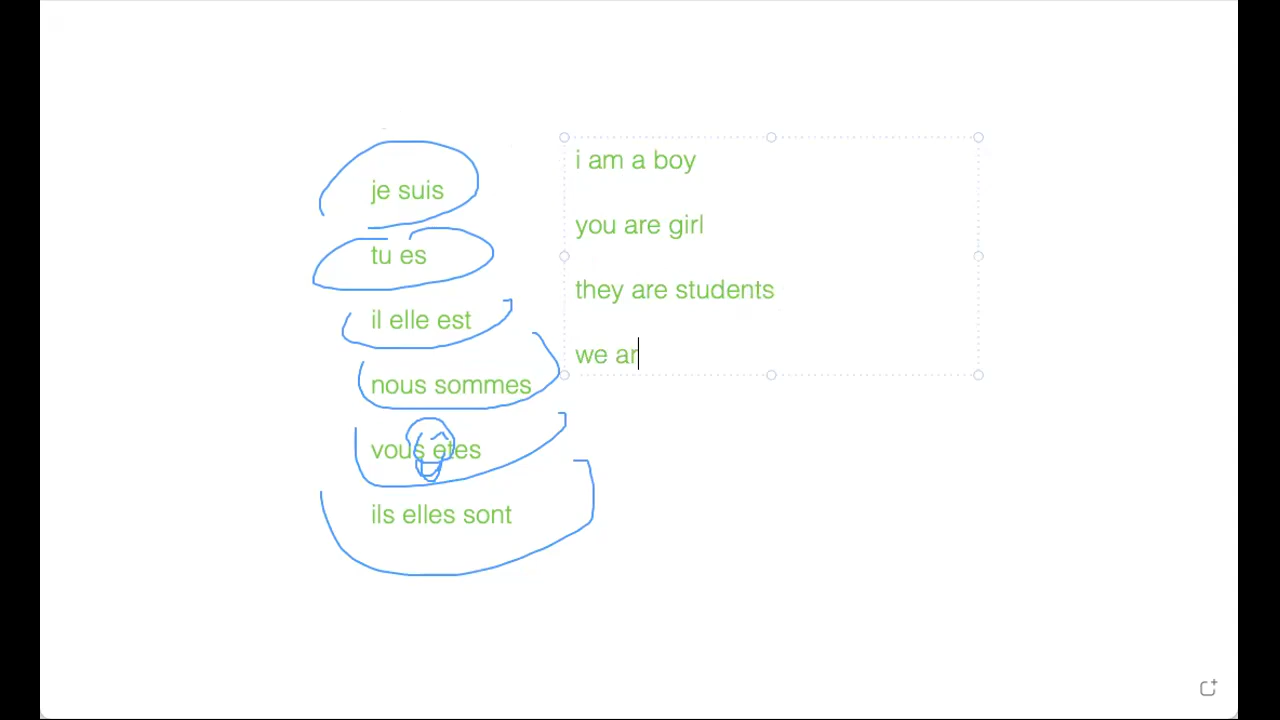 je suis
tu es
il elle est
nous sommes
vous etes
ils elles sont
i am a boy
you are girl
they are students
we ar